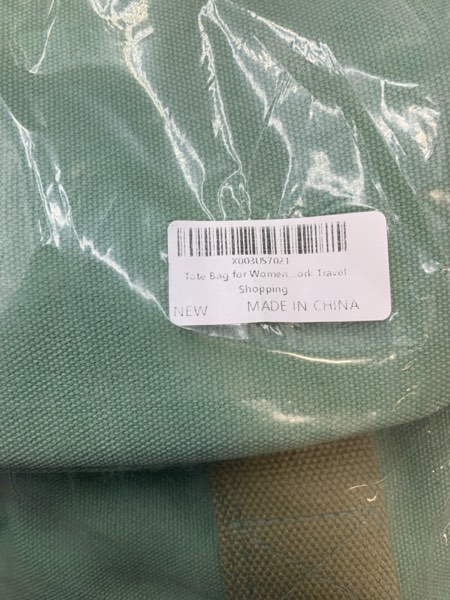 X003US7021
Tote Bag for Women ork Travel
Shopping
NEW MADE IN CHINA